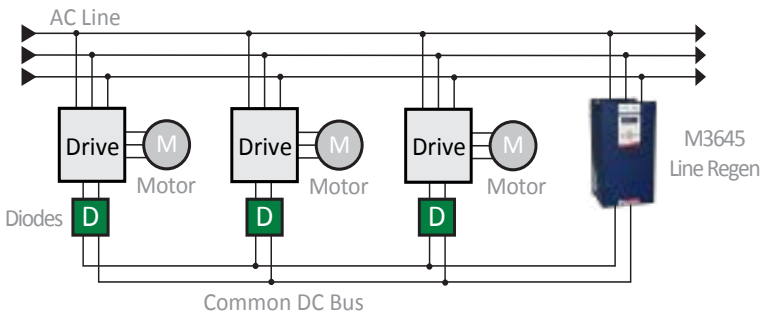 AC Line
Drive
M
Motor
Drive
M
Motor
Drive
M
Motor
M3645
Line Regen
Diodes
D
D
D
Common DC Bus